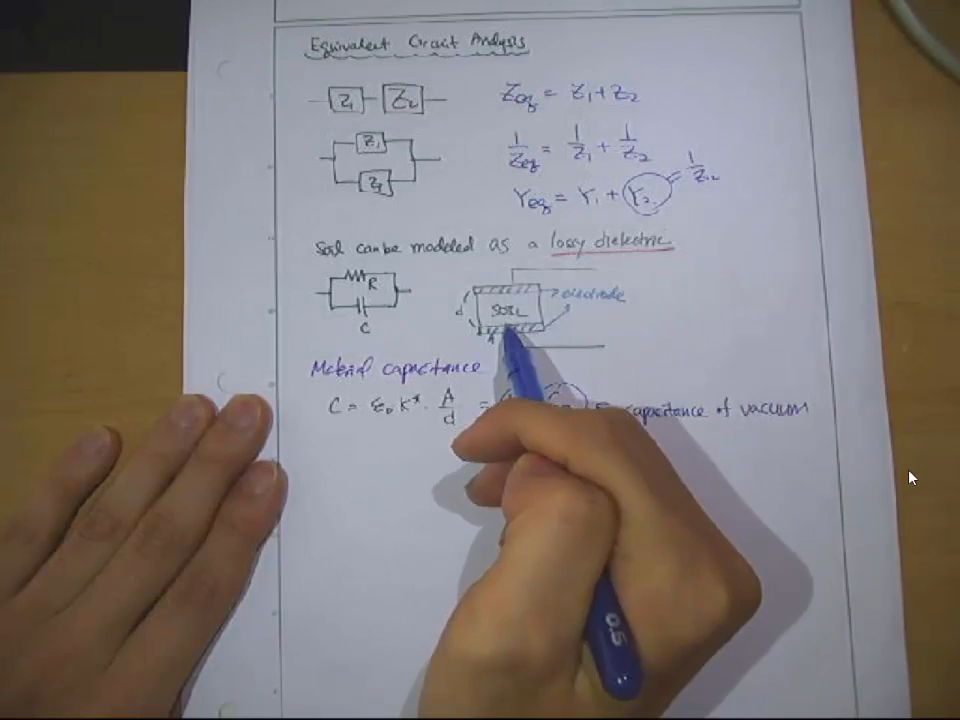 Equivalent Circuit Analysis
Z1 Z2 Zeq = Z1 + Z2
Z1
1/Zeq = 1/Z1 + 1/Z2
Z2
Yeq = Y1 + Y2 = 1/Z2
Soil can be modeled as a lossy dielectric
R
C
d SOIL electrode
A
Material capacitance
C = ε0 K* · A/d = capacitance of vacuum
0.5